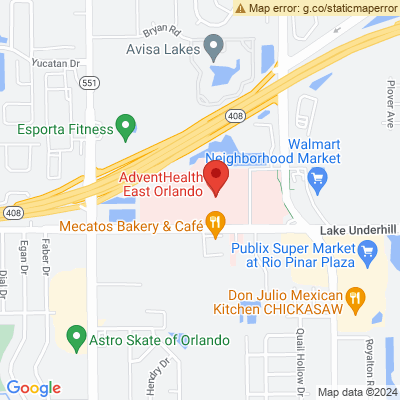 Map error: g.co/staticmaperror
Bryan Rd
Avisa Lakes
Yucatan Dr
551
408
Plover Ave
Esporta Fitness
Walmart
Neighborhood Market
AdventHealth
East Orlando
408
Mecatos Bakery & Café
Lake Underhill
Egan Dr
Faber Dr
Dial Dr
Publix Super Market
at Rio Pinar Plaza
Don Julio Mexican
Kitchen CHICKASAW
Astro Skate of Orlando
Hendry Dr
Quail Hollow Dr
Royalton R
Google
Map data ©2024